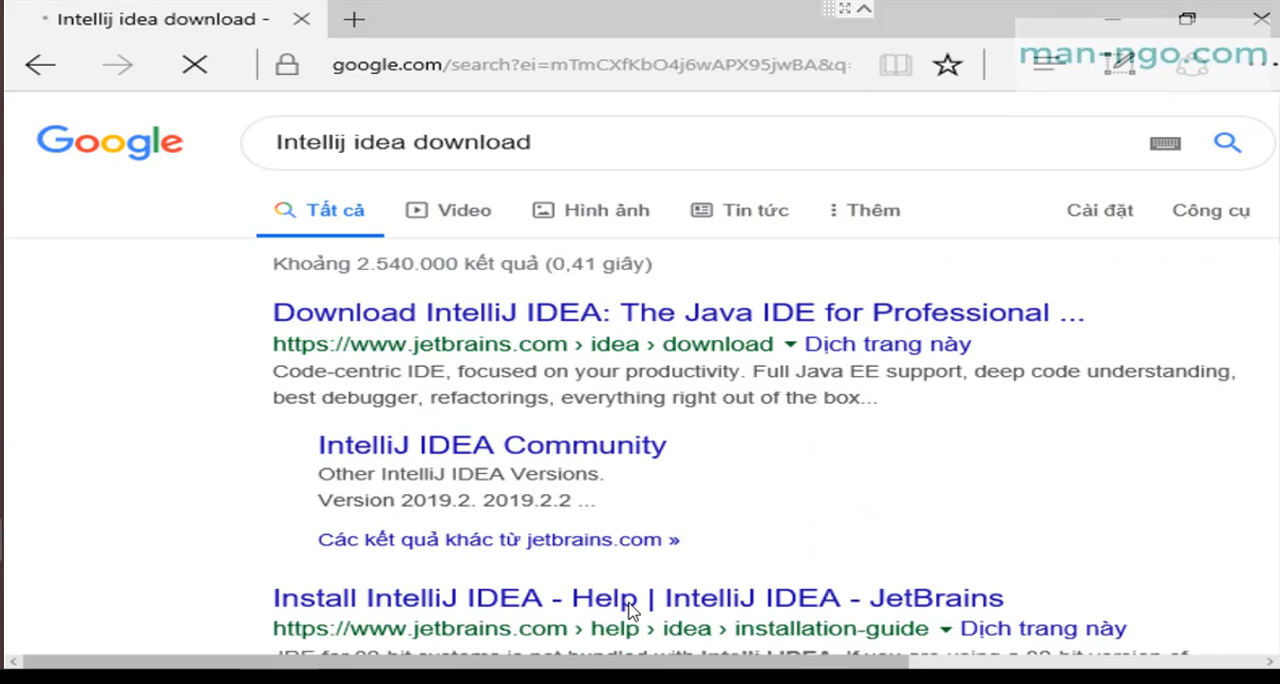 Intellij idea download -
man-ngo.com
google.com/search?ei=mTmCXfKbO4j6wAPX95jwBA&q=
Google
Intellij idea download
Tất cả Video Hình ảnh Tin tức Thêm Cài đặt Công cụ
Khoảng 2.540.000 kết quả (0,41 giây)
Download IntelliJ IDEA: The Java IDE for Professional ...
https://www.jetbrains.com › idea › download Dịch trang này
Code-centric IDE, focused on your productivity. Full Java EE support, deep code understanding,
best debugger, refactorings, everything right out of the box...
IntelliJ IDEA Community
Other IntelliJ IDEA Versions.
Version 2019.2. 2019.2.2 ...
Các kết quả khác từ jetbrains.com »
Install IntelliJ IDEA - Help | IntelliJ IDEA - JetBrains
https://www.jetbrains.com › help › idea › installation-guide Dịch trang này